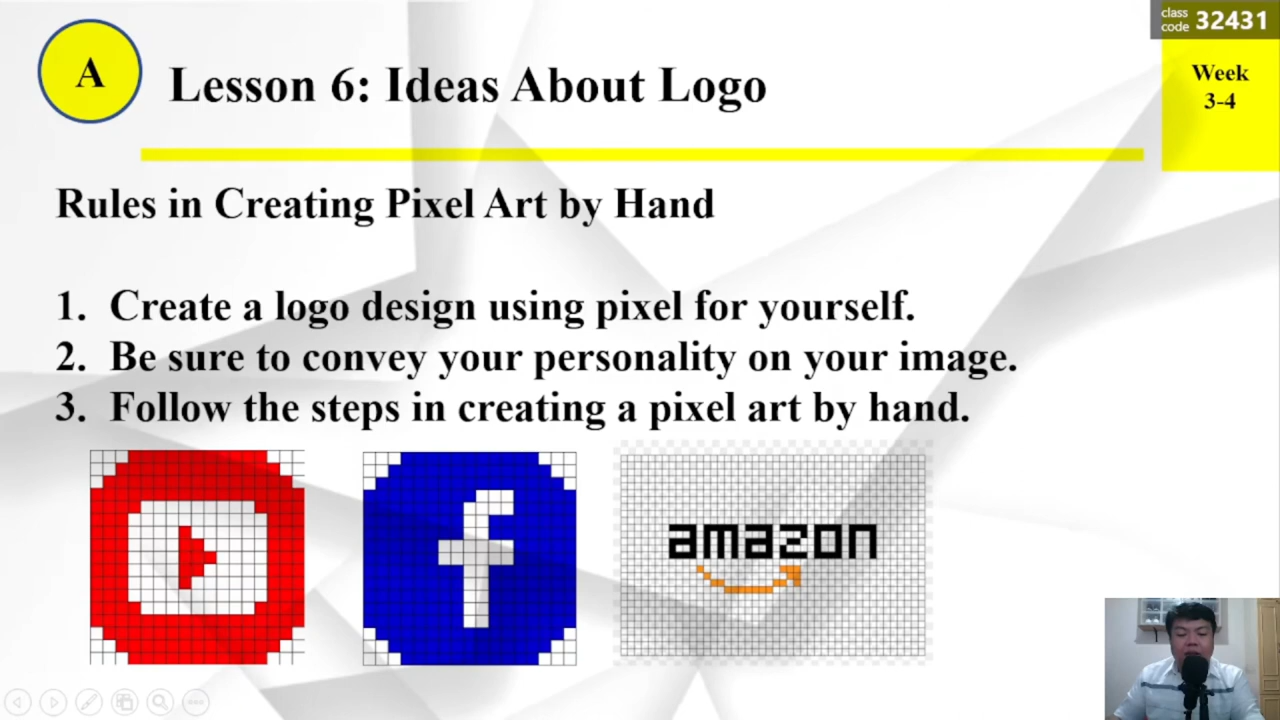 class
code 32431
A
Lesson 6: Ideas About Logo
Week
3-4
Rules in Creating Pixel Art by Hand
1. Create a logo design using pixel for yourself.
2. Be sure to convey your personality on your image.
3. Follow the steps in creating a pixel art by hand.
f
amazon